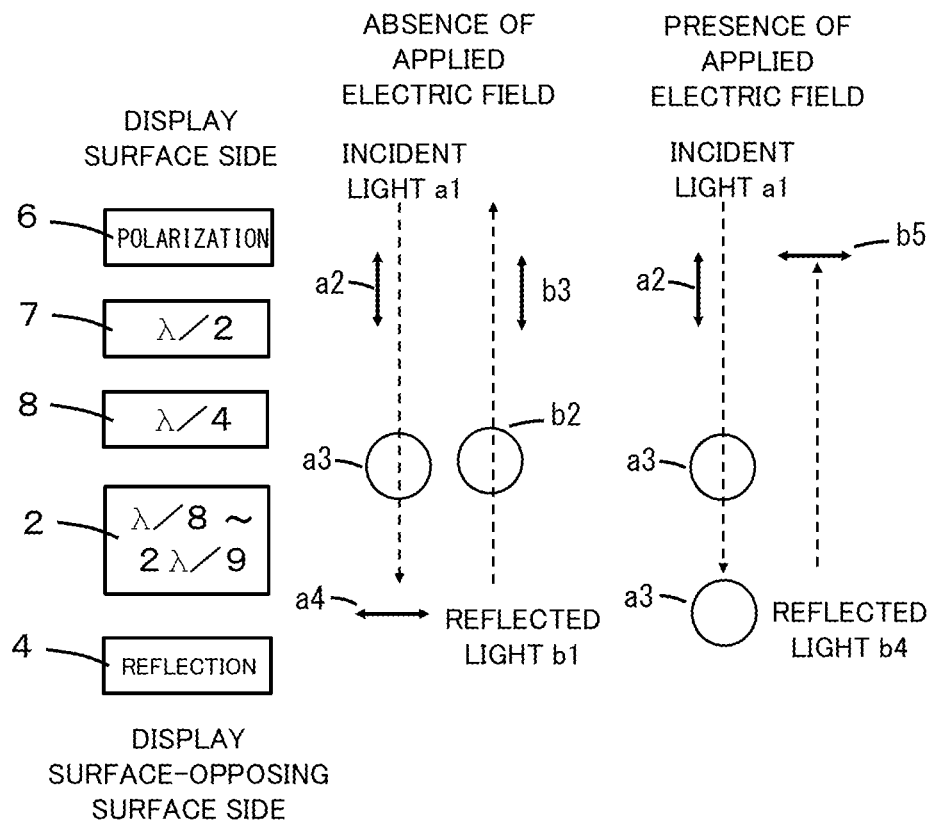 ABSENCE OF
APPLIED
ELECTRIC FIELD
PRESENCE OF
APPLIED
ELECTRIC FIELD
DISPLAY
SURFACE SIDE
INCIDENT
LIGHT a1
INCIDENT
LIGHT a1
6
POLARIZATION
a2
b3
a2
b5
7
λ/2
8
λ/4
b2
a3
a3
2
λ/8 ~
2 λ/9
a4
REFLECTED
LIGHT b1
a3
REFLECTED
LIGHT b4
4
REFLECTION
DISPLAY
SURFACE-OPPOSING
SURFACE SIDE